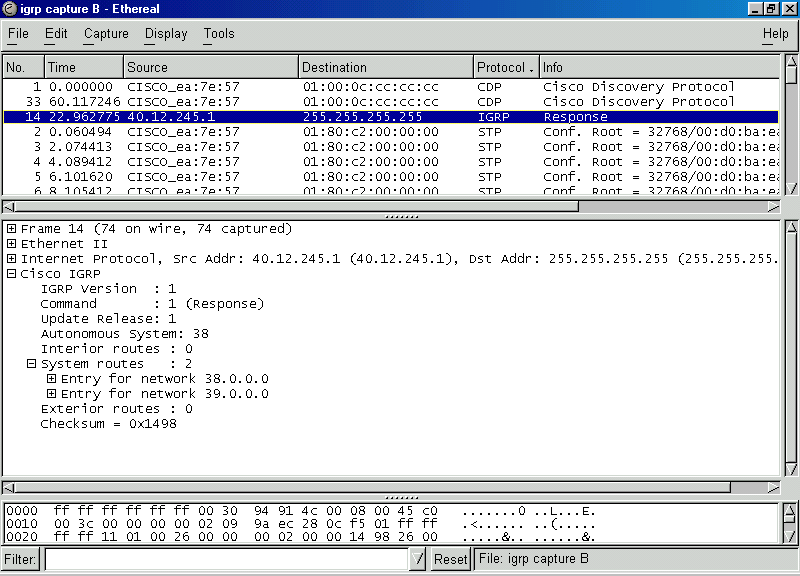 igrp capture B - Ethereal
File Edit Capture Display Tools Help
No. Time Source Destination Protocol . Info
1 0.000000 CISCO_ea:7e:57 01:00:0c:cc:cc:cc CDP Cisco Discovery Protocol
33 60.117246 CISCO_ea:7e:57 01:00:0c:cc:cc:cc CDP Cisco Discovery Protocol
14 22.962775 40.12.245.1 255.255.255.255 IGRP Response
2 0.060494 CISCO_ea:7e:57 01:80:c2:00:00:00 STP Conf. Root = 32768/00:d0:ba:ea
3 2.074413 CISCO_ea:7e:57 01:80:c2:00:00:00 STP Conf. Root = 32768/00:d0:ba:ea
4 4.089412 CISCO_ea:7e:57 01:80:c2:00:00:00 STP Conf. Root = 32768/00:d0:ba:ea
5 6.101620 CISCO_ea:7e:57 01:80:c2:00:00:00 STP Conf. Root = 32768/00:d0:ba:ea
6 8.105412 CISCO_ea:7e:57 01:80:c2:00:00:00 STP Conf. Root = 32768/00:d0:ba:ea
Frame 14 (74 on wire, 74 captured)
Ethernet II
Internet Protocol, Src Addr: 40.12.245.1 (40.12.245.1), Dst Addr: 255.255.255.255 (255.255.255.
Cisco IGRP
IGRP Version : 1
Command : 1 (Response)
Update Release: 1
Autonomous System: 38
Interior routes : 0
System routes : 2
Entry for network 38.0.0.0
Entry for network 39.0.0.0
Exterior routes : 0
Checksum = 0x1498
0000 ff ff ff ff ff ff 00 30 94 91 4c 00 08 00 45 c0 .......0 ..L...E.
0010 00 3c 00 00 00 00 02 09 9a ec 28 0c f5 01 ff ff .<...... ..(.....
0020 ff ff 11 01 00 26 00 00 00 02 00 00 14 98 26 00 .....&.. ......&.
Filter: Reset File: igrp capture B